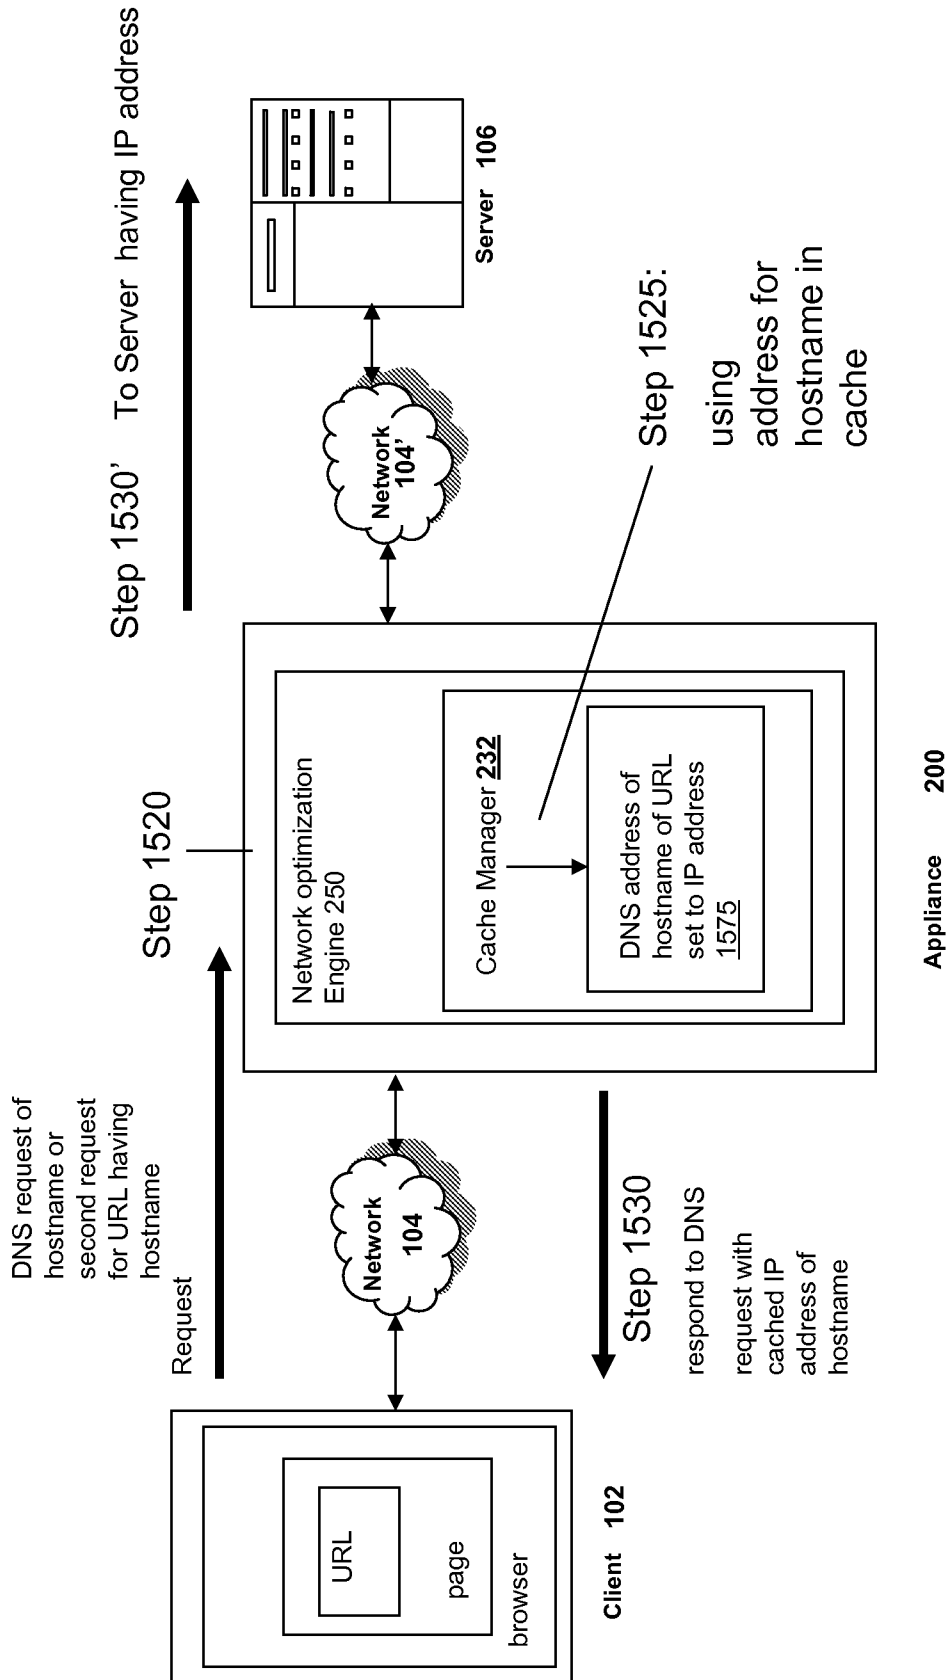 DNS request of
hostname or
second request
for URL having
hostname
Request
Step 1520
Step 1530’ To Server having IP address
URL
page
browser
Client 102
Network
104
Network optimization
Engine 250
Cache Manager 232
DNS address of
hostname of URL
set to IP address
1575
Appliance 200
Network
104’
Server 106
Step 1525:
using
address for
hostname in
cache
Step 1530
respond to DNS
request with
cached IP
address of
hostname